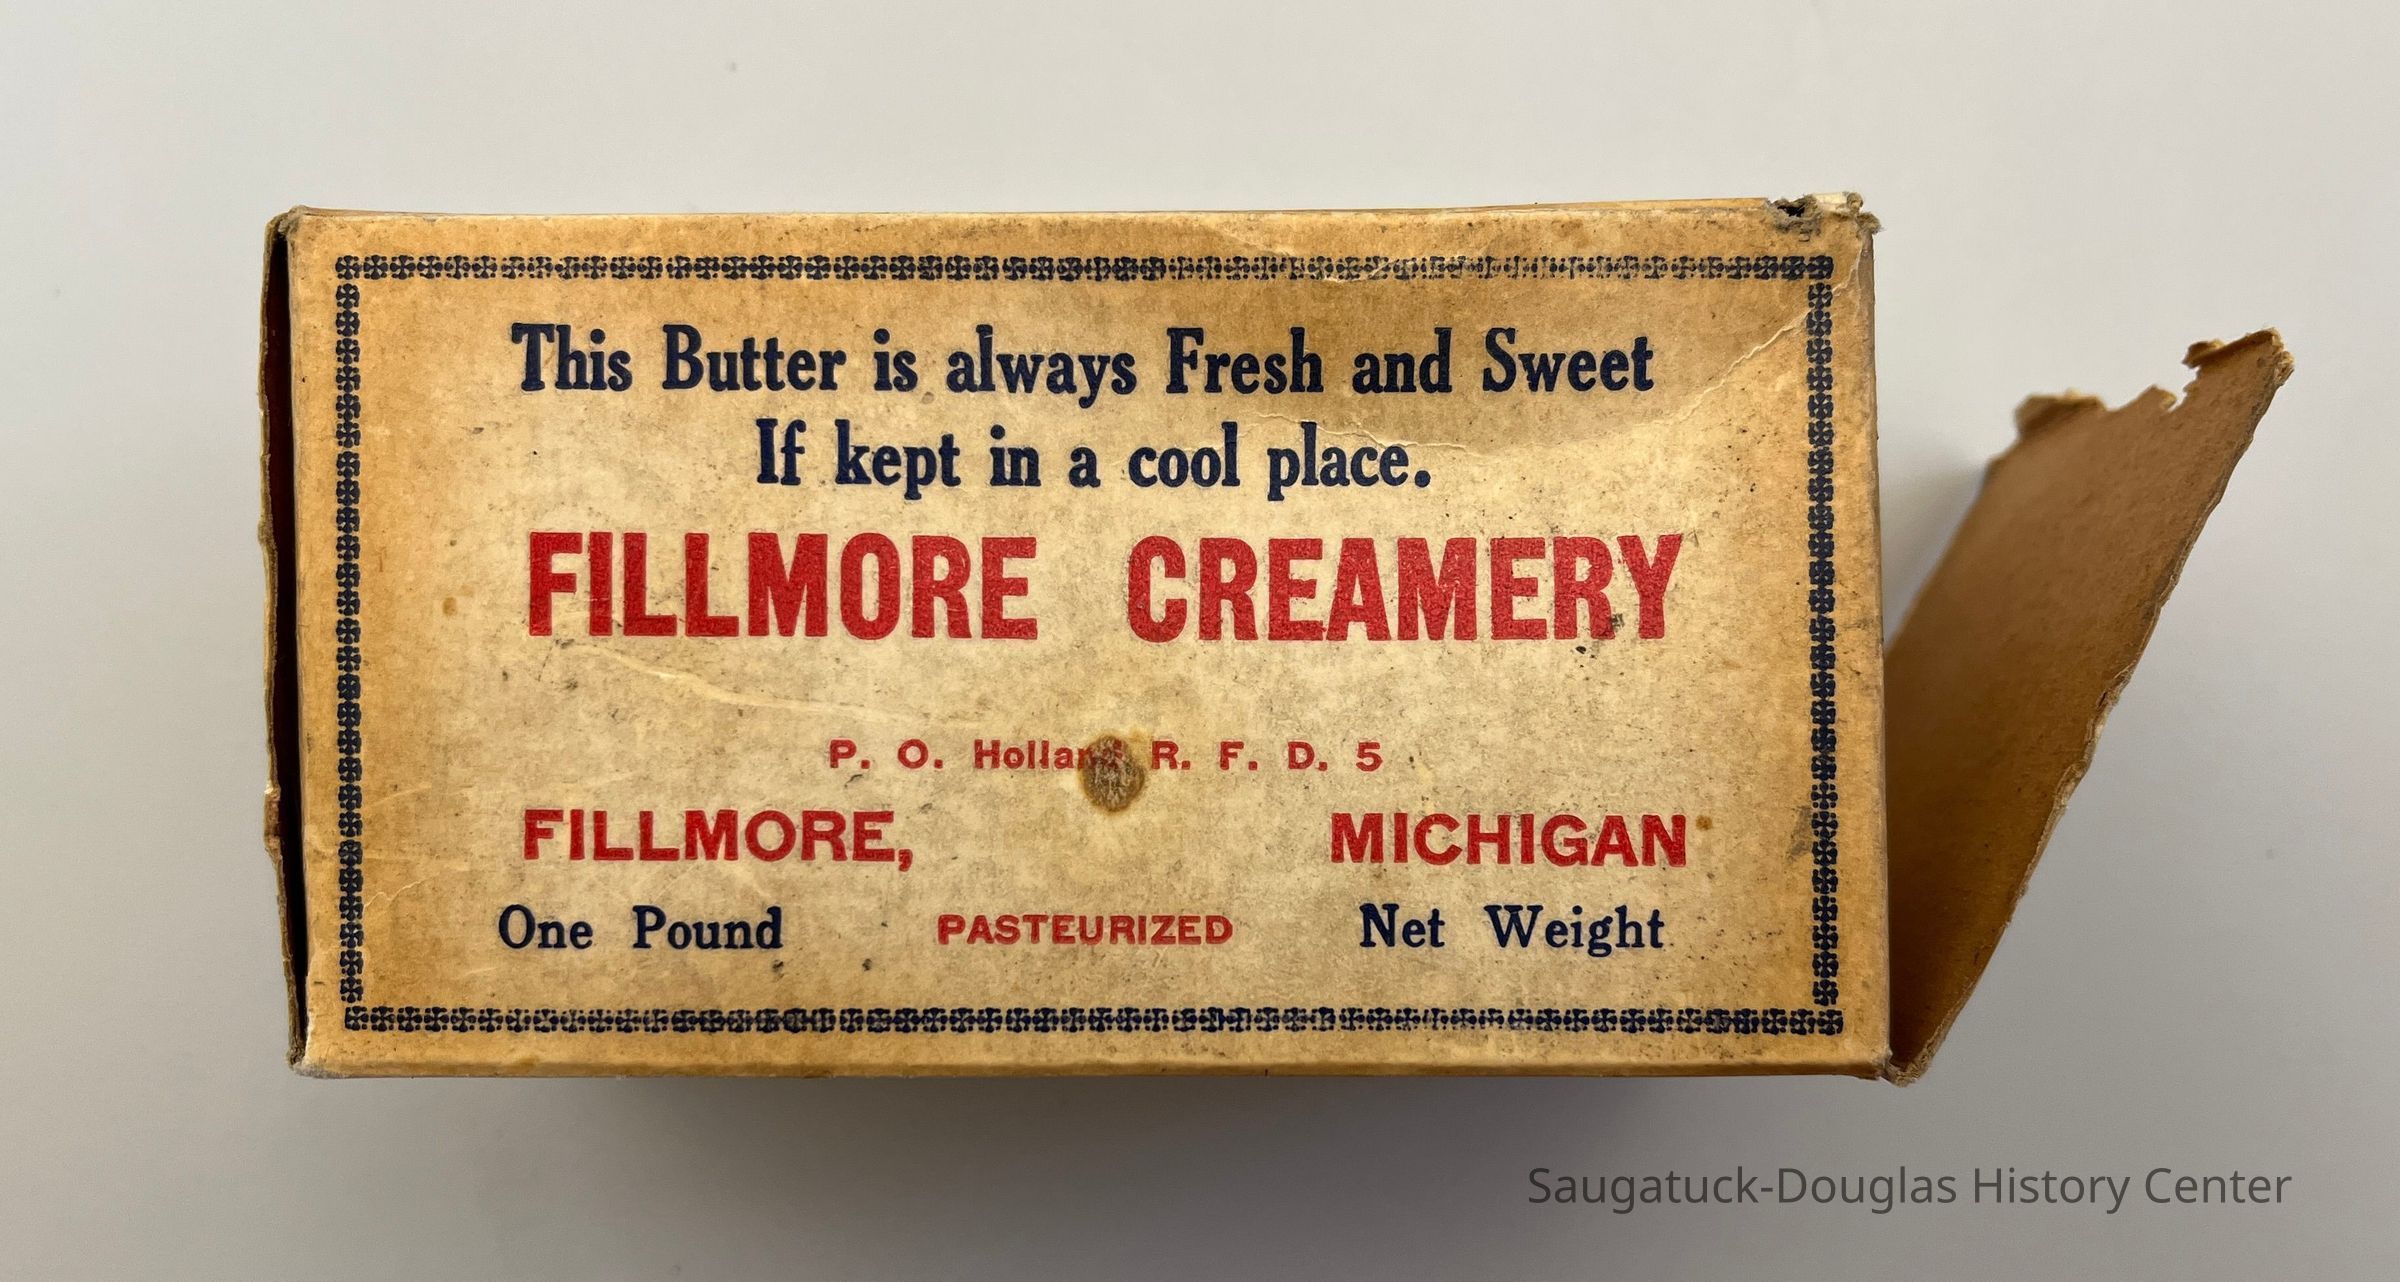 This Butter is always Fresh and Sweet
If kept in a cool place.
FILLMORE CREAMERY
P. O. Holland R. F. D. 5
FILLMORE, MICHIGAN
One Pound PASTEURIZED Net Weight
Saugatuck-Douglas History Center